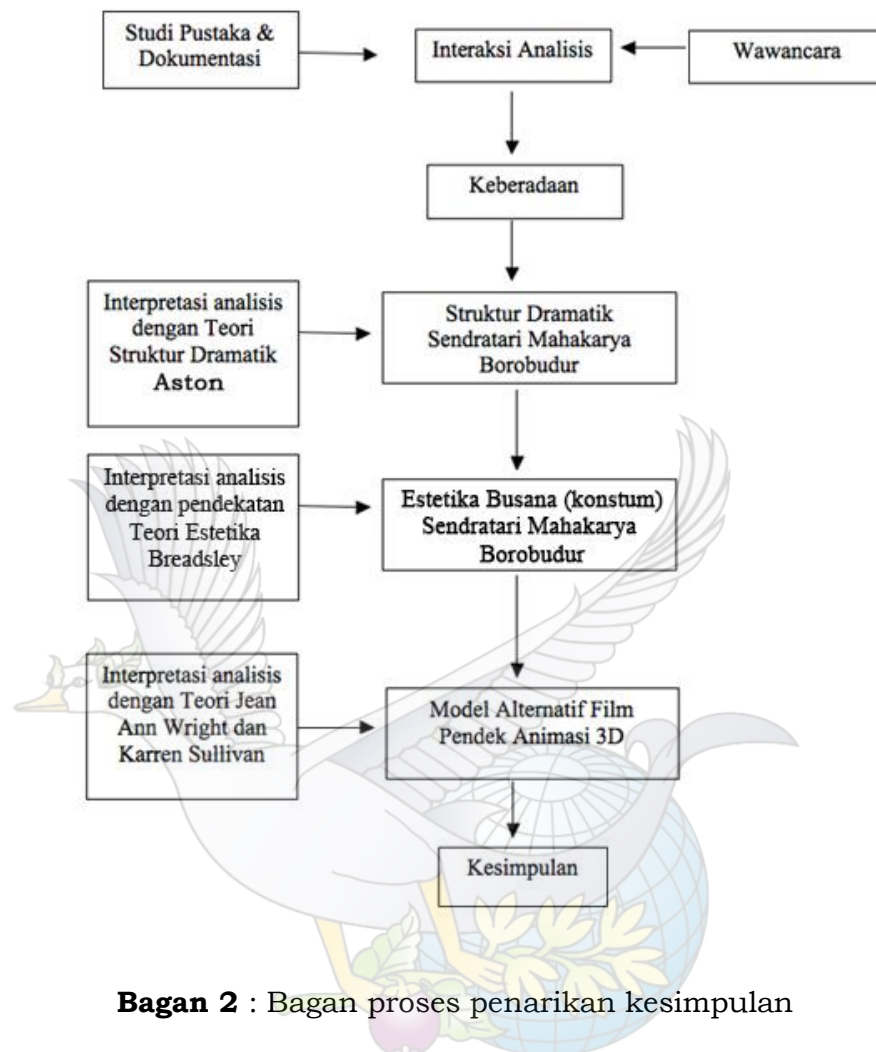 Studi Pustaka &
Dokumentasi
Interaksi Analisis
Wawancara
Keberadaan
Interpretasi analisis
dengan Teori
Struktur Dramatik
Aston
Struktur Dramatik
Sendratari Mahakarya
Borobudur
Interpretasi analisis
dengan pendekatan
Teori Estetika
Breadsley
Estetika Busana (konstum)
Sendratari Mahakarya
Borobudur
Interpretasi analisis
dengan Teori Jean
Ann Wright dan
Karren Sullivan
Model Alternatif Film
Pendek Animasi 3D
Kesimpulan
Bagan 2 : Bagan proses penarikan kesimpulan